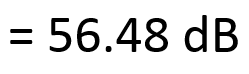 = 56.48 dB